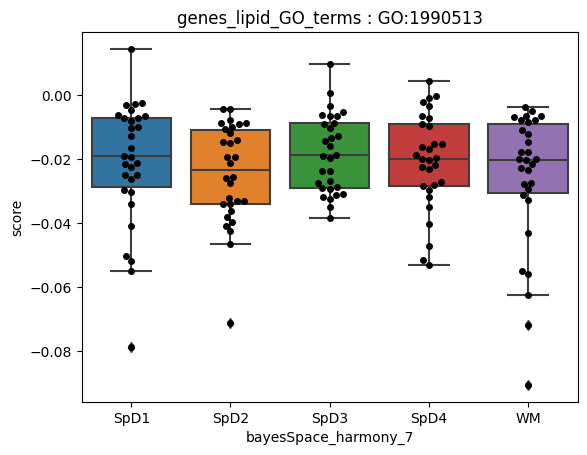 genes_lipid_GO_terms : GO:1990513
0.00
−0.02
−0.04
−0.06
−0.08
score
SpD1 SpD2 SpD3 SpD4 WM
bayesSpace_harmony_7